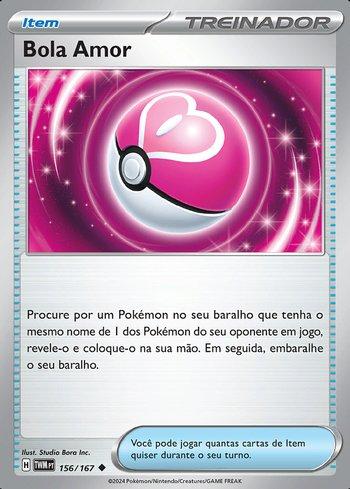 Item
TREINADOR
Bola Amor
Procure por um Pokémon no seu baralho que tenha o
mesmo nome de 1 dos Pokémon do seu oponente em jogo,
revele-o e coloque-o na sua mão. Em seguida, embaralhe
o seu baralho.
Ilust. Studio Bora Inc.
H TWM PT 156/167 ◆
Você pode jogar quantas cartas de Item
quiser durante o seu turno.
©2024 Pokémon/Nintendo/Creatures/GAME FREAK